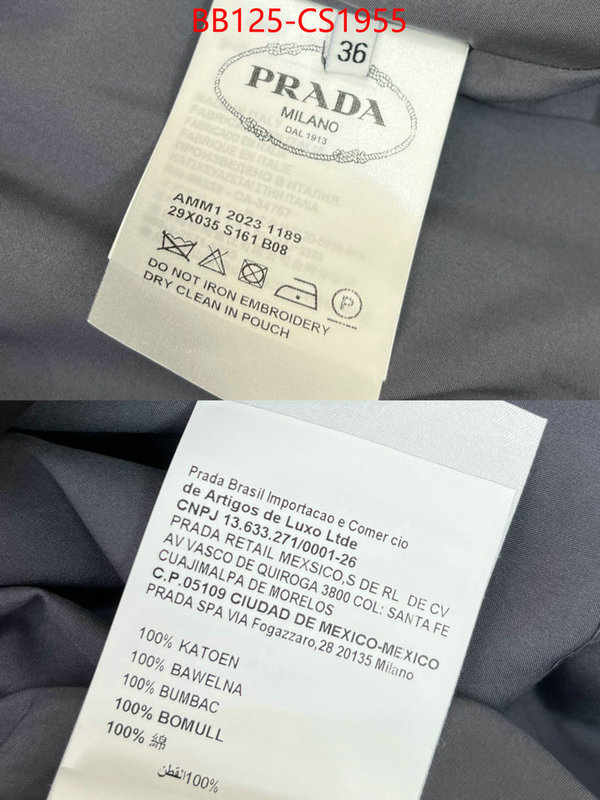 BB125-CS1955
36
PRADA
MILANO
DAL 1913
AMM1 2023 1189
29X035 S161 B08
DO NOT IRON EMBROIDERY
DRY CLEAN IN POUCH
Prada Brasil Importacao e Comer cio
de Artigos de Luxo Ltde
CNPJ 13.633.271/0001-26
PRADA RETAIL MEXSICO,S DE RL DE CV
AV VASCO DE QUIROGA 3800 COL: SANTA FE
CUAJIMALPA DE MORELOS
C.P.05109 CIUDAD DE MEXICO-MEXICO
PRADA SPA VIA Fogazzaro,28 20135 Milano
100% KATOEN
100% BAWELNA
100% BUMBAC
100% BOMULL
100% 綿
100%القطن